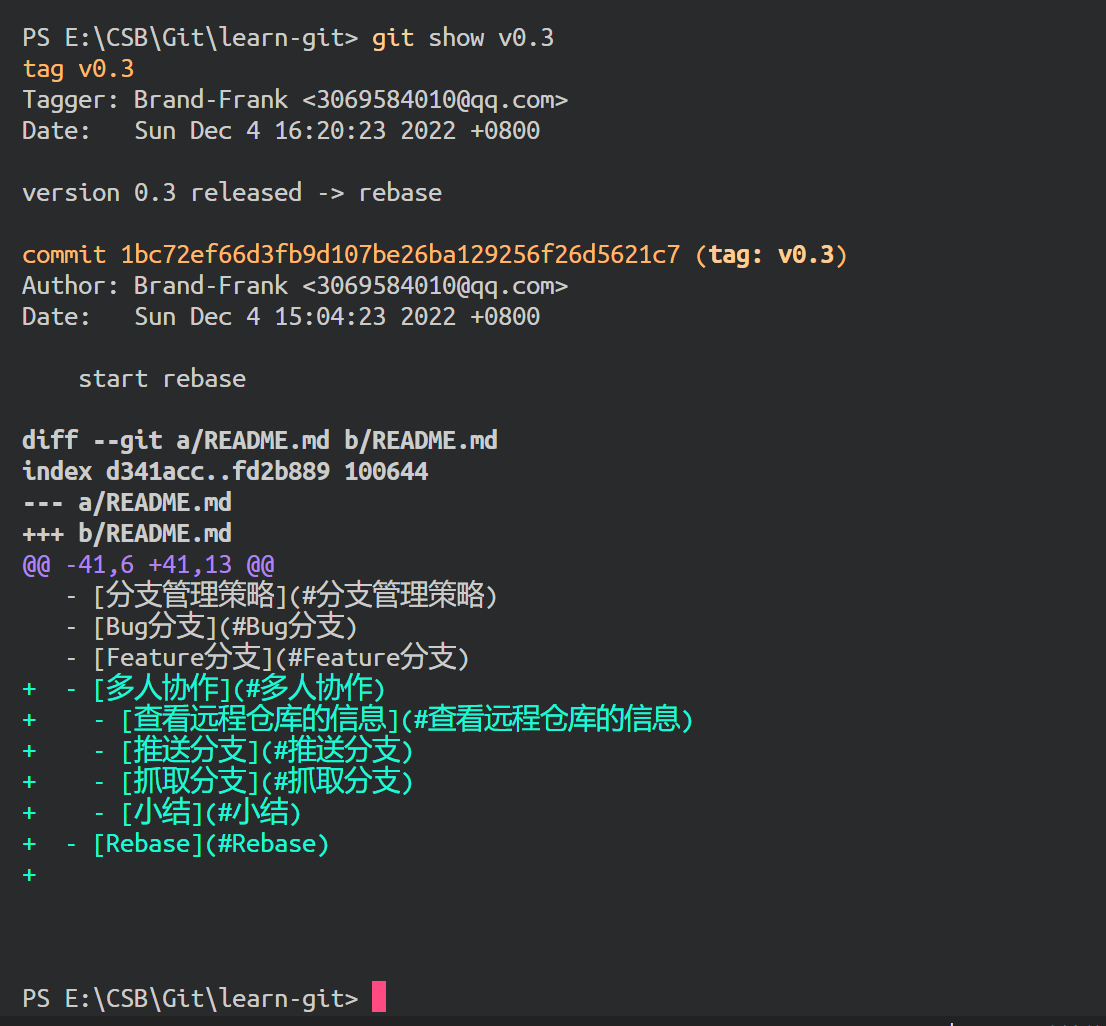 PS E:\CSB\Git\learn-git> git show v0.3
tag v0.3
Tagger: Brand-Frank <3069584010@qq.com>
Date:   Sun Dec 4 16:20:23 2022 +0800

version 0.3 released -> rebase

commit 1bc72ef66d3fb9d107be26ba129256f26d5621c7 (tag: v0.3)
Author: Brand-Frank <3069584010@qq.com>
Date:   Sun Dec 4 15:04:23 2022 +0800

    start rebase

diff --git a/README.md b/README.md
index d341acc..fd2b889 100644
--- a/README.md
+++ b/README.md
@@ -41,6 +41,13 @@
   - [分支管理策略](#分支管理策略)
   - [Bug分支](#Bug分支)
   - [Feature分支](#Feature分支)
+  - [多人协作](#多人协作)
+    - [查看远程仓库的信息](#查看远程仓库的信息)
+    - [推送分支](#推送分支)
+    - [抓取分支](#抓取分支)
+    - [小结](#小结)
+  - [Rebase](#Rebase)
+

PS E:\CSB\Git\learn-git>